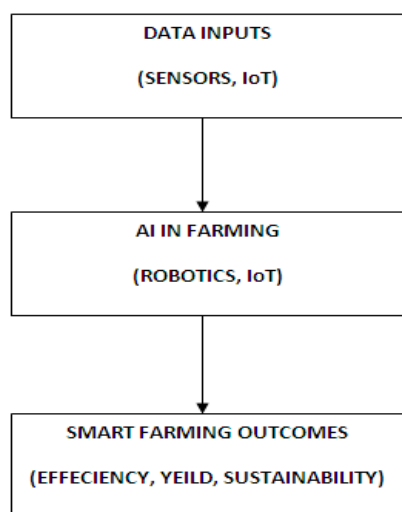 DATA INPUTS
(SENSORS, IoT)
AI IN FARMING
(ROBOTICS, IoT)
SMART FARMING OUTCOMES
(EFFECIENCY, YEILD, SUSTAINABILITY)